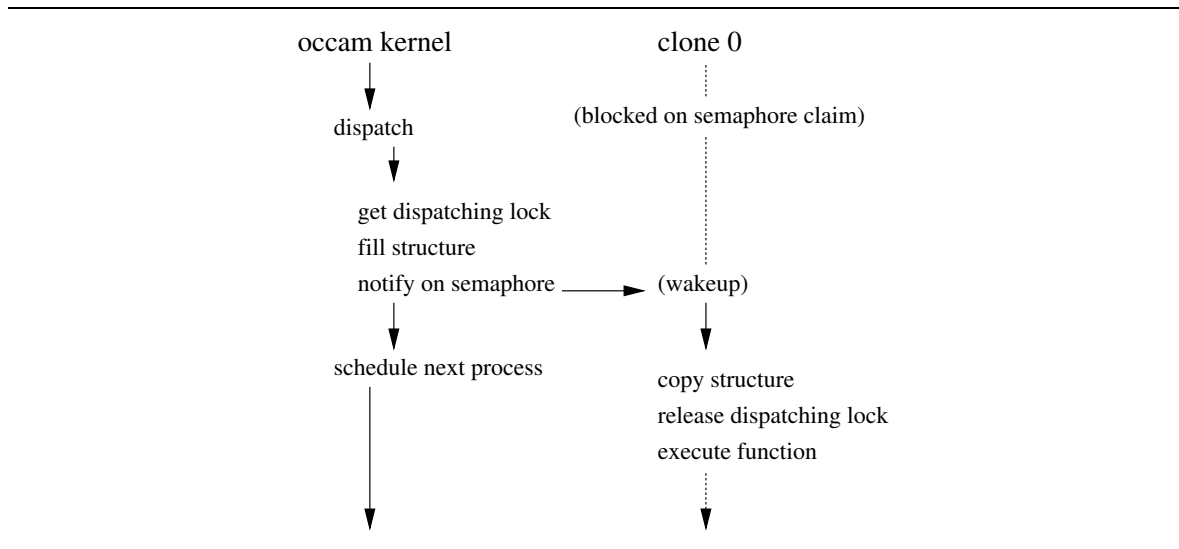 occam kernel
clone 0
dispatch
(blocked on semaphore claim)
get dispatching lock
fill structure
notify on semaphore
(wakeup)
schedule next process
copy structure
release dispatching lock
execute function